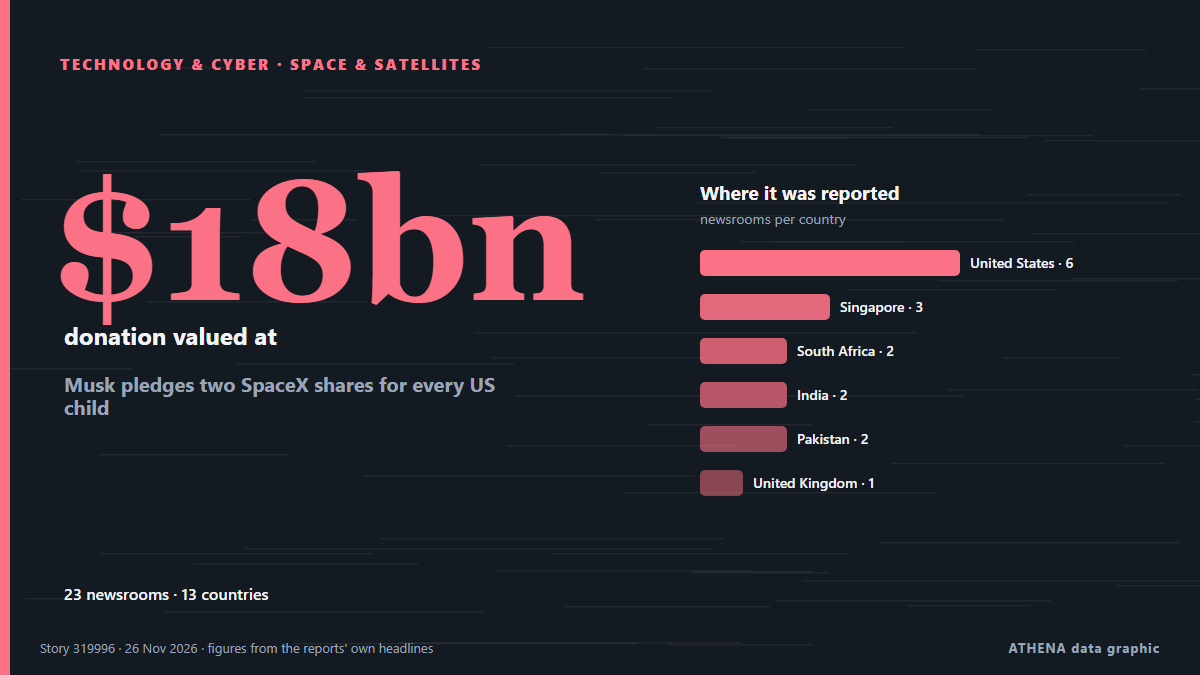 TECHNOLOGY & CYBER · SPACE & SATELLITES
$18bn
donation valued at
Musk pledges two SpaceX shares for every US
child
Where it was reported
newsrooms per country
United States · 6
Singapore · 3
South Africa · 2
India · 2
Pakistan · 2
United Kingdom · 1
23 newsrooms · 13 countries
Story 319996 · 26 Nov 2026 · figures from the reports' own headlines
ATHENA data graphic